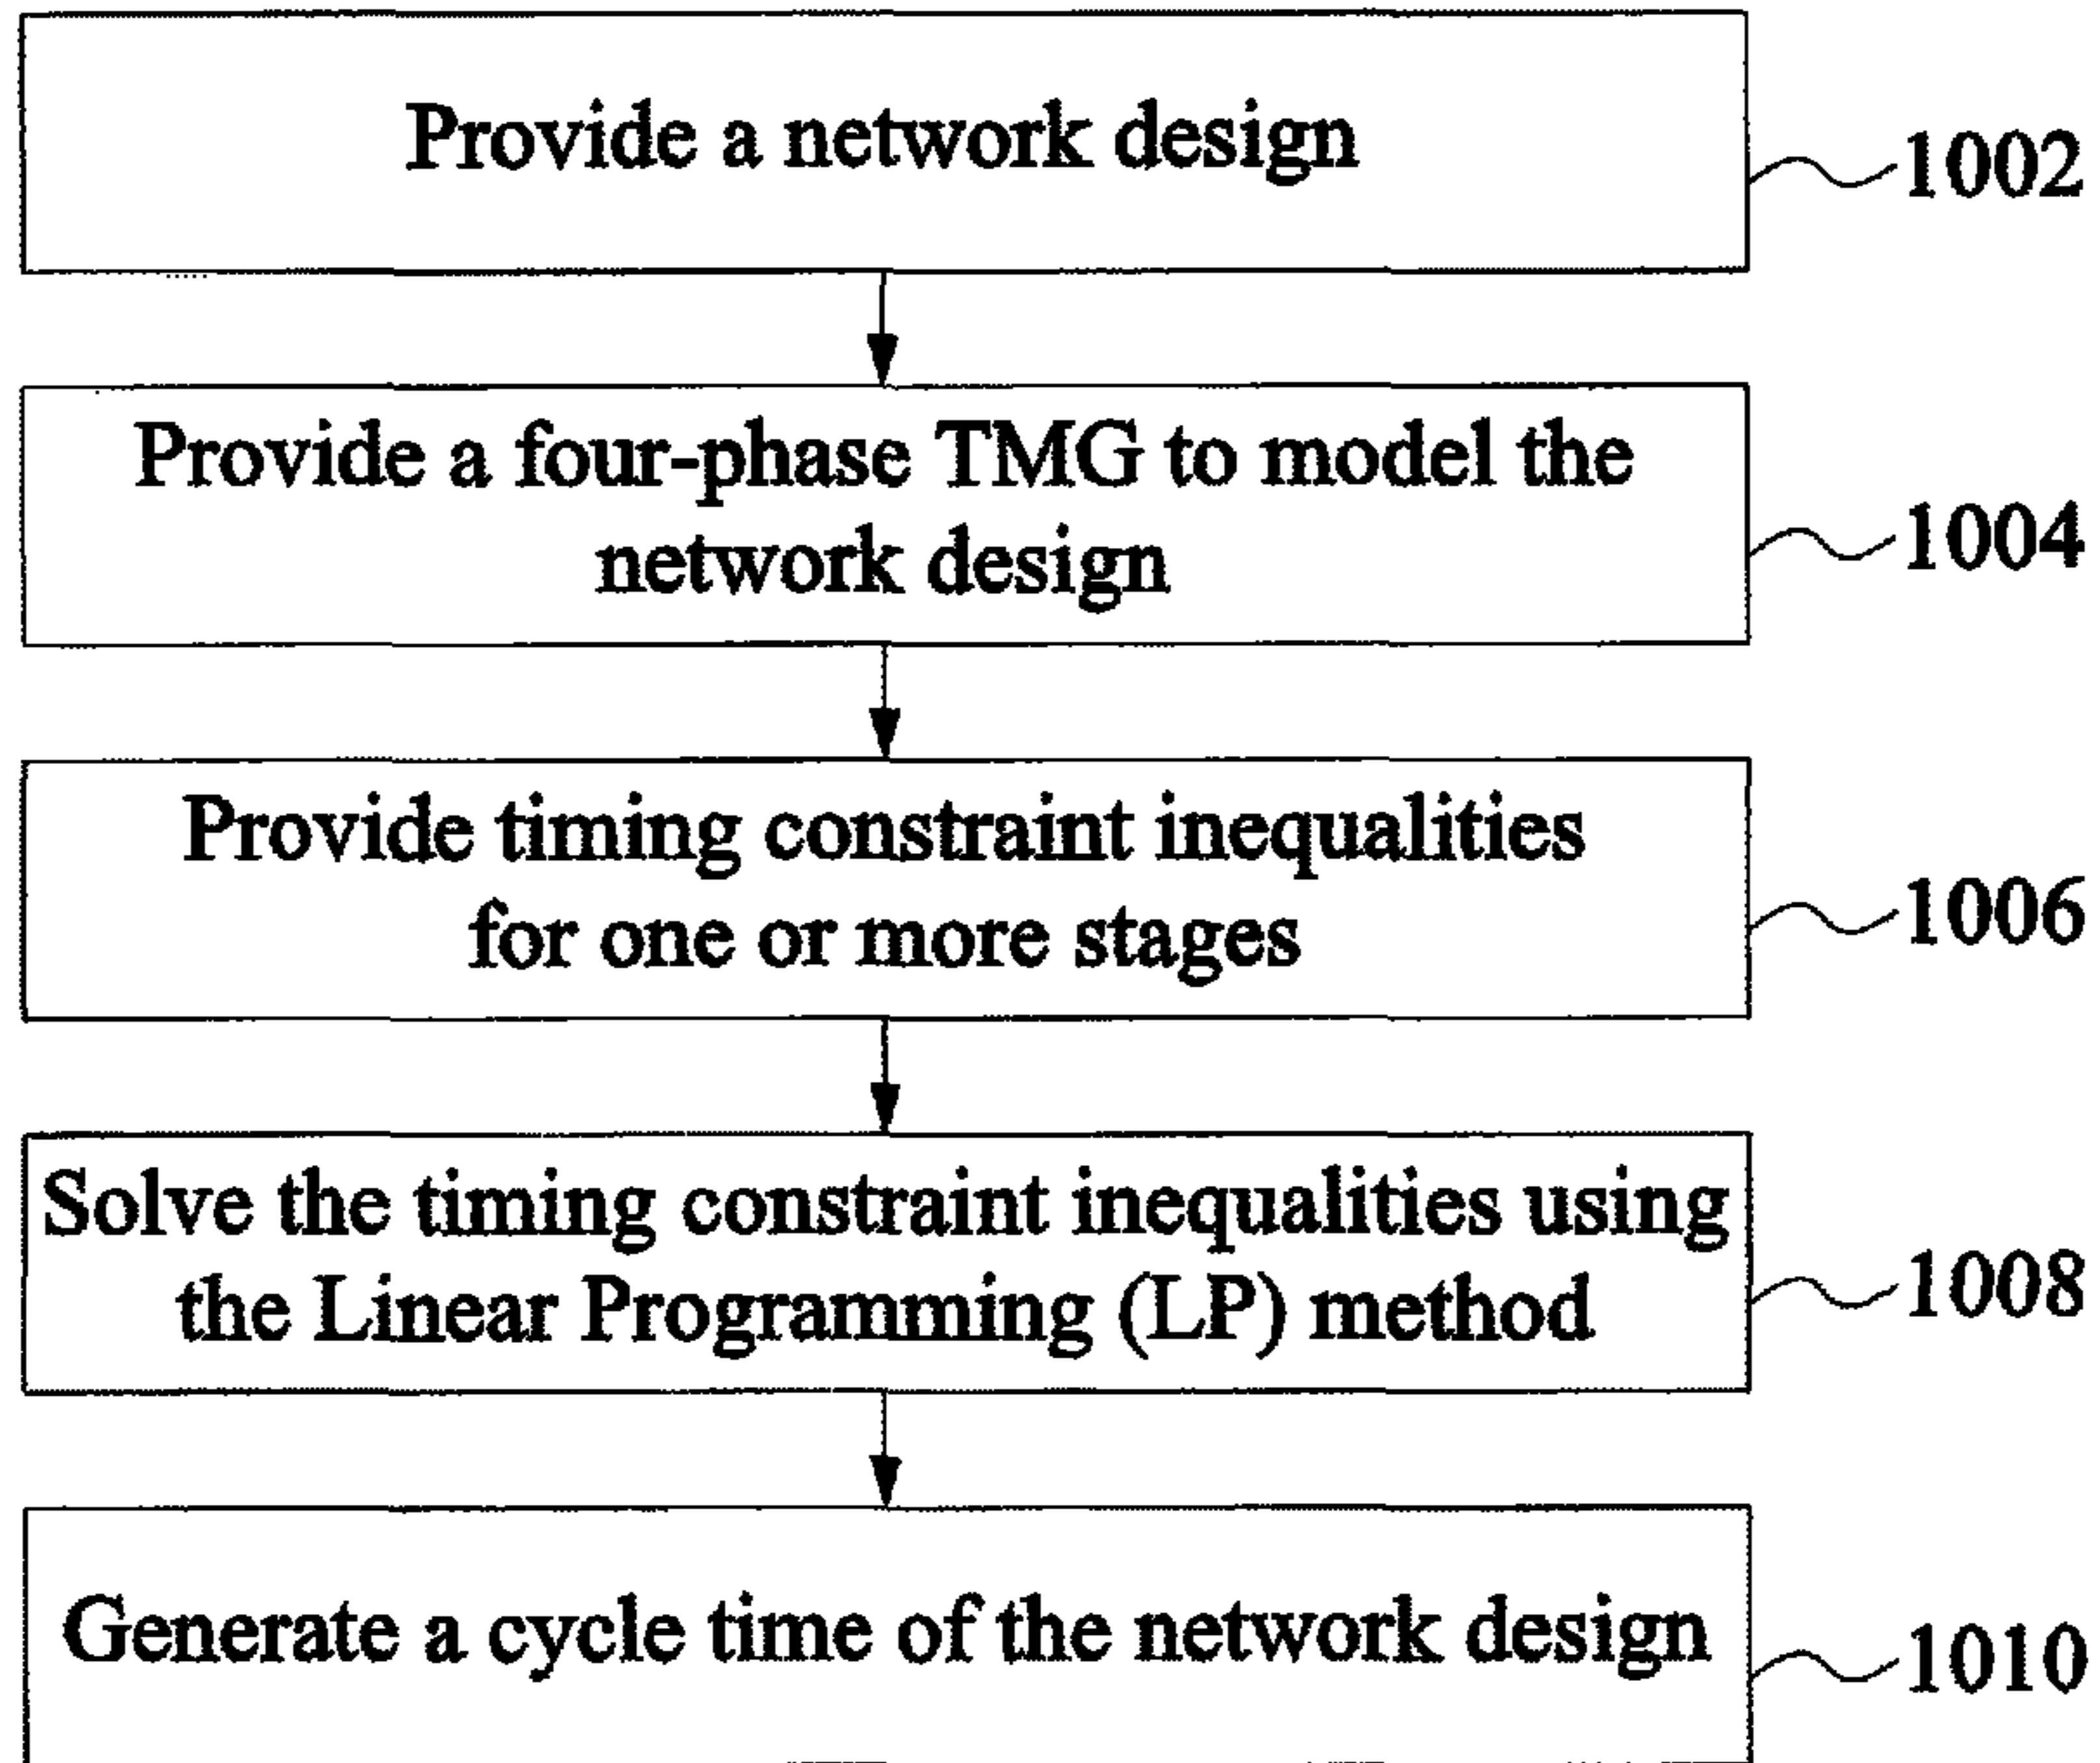 Provide a network design
1002
Provide a four-phase TMG to model the
network design
1004
Provide timing constraint inequalities
for one or more stages
1006
Solve the timing constraint inequalities using
the Linear Programming (LP) method
1008
Generate a cycle time of the network design
1010